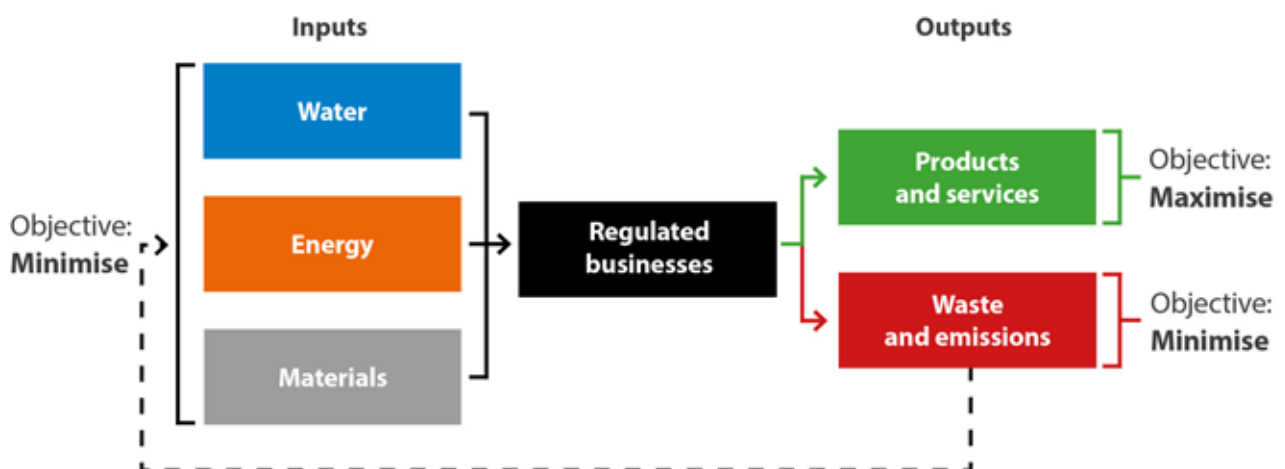 Inputs
Outputs
Water
Energy
Materials
Objective:
Minimise
Regulated
businesses
Products
and services
Objective:
Maximise
Waste
and emissions
Objective:
Minimise